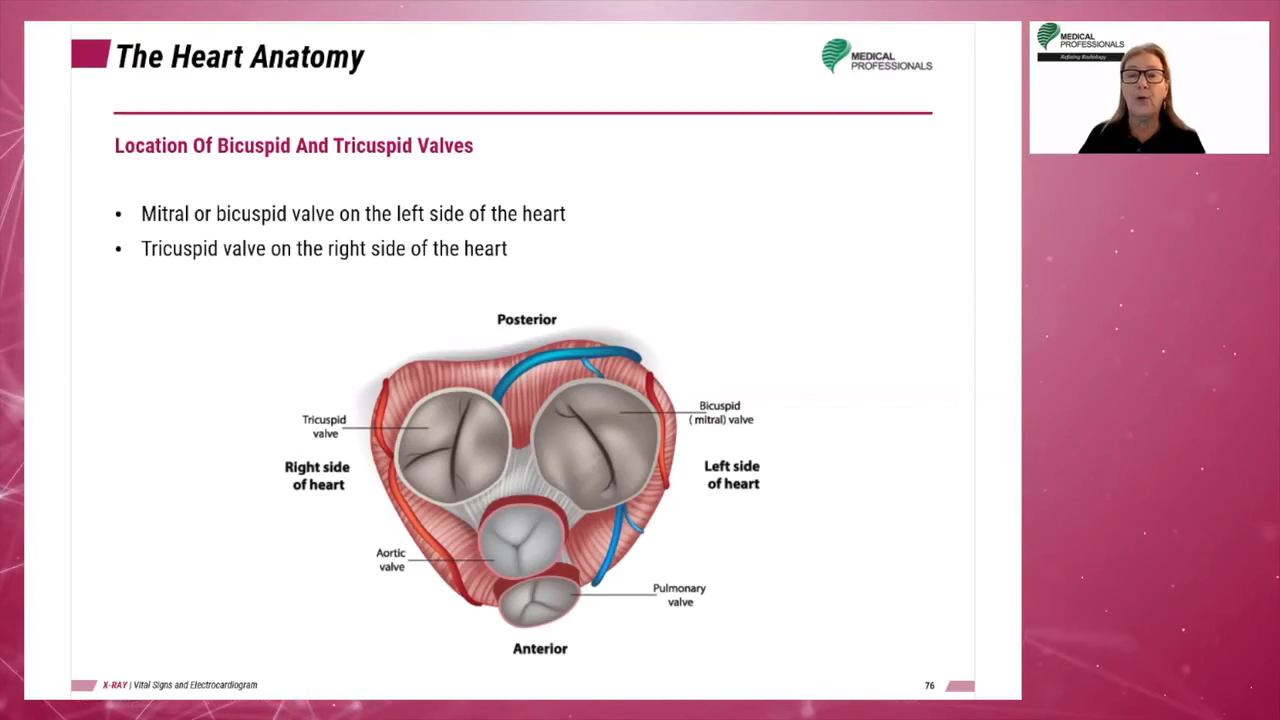 The Heart Anatomy
MEDICAL
PROFESSIONALS
Location Of Bicuspid And Tricuspid Valves
• Mitral or bicuspid valve on the left side of the heart
• Tricuspid valve on the right side of the heart
Posterior
Tricuspid
valve
Bicuspid
( mitral) valve
Right side
of heart
Left side
of heart
Aortic
valve
Pulmonary
valve
Anterior
X-RAY | Vital Signs and Electrocardiogram
76
MEDICAL
PROFESSIONALS
Refining Radiology